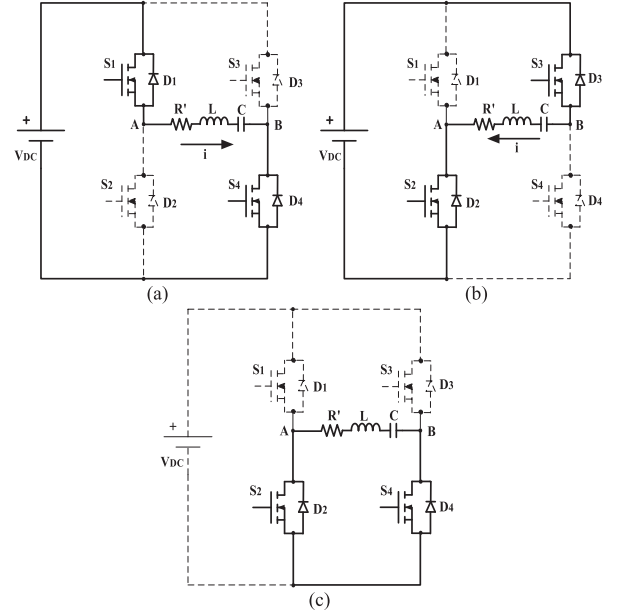 S1
D1
S3
D3
+
VDC
A
R'
L
C
B
i
S2
D2
S4
D4
(a)
S1
D1
S3
D3
+
VDC
A
R'
L
C
B
i
S2
D2
S4
D4
(b)
S1
D1
S3
D3
+
VDC
A
R'
L
C
B
S2
D2
S4
D4
(c)